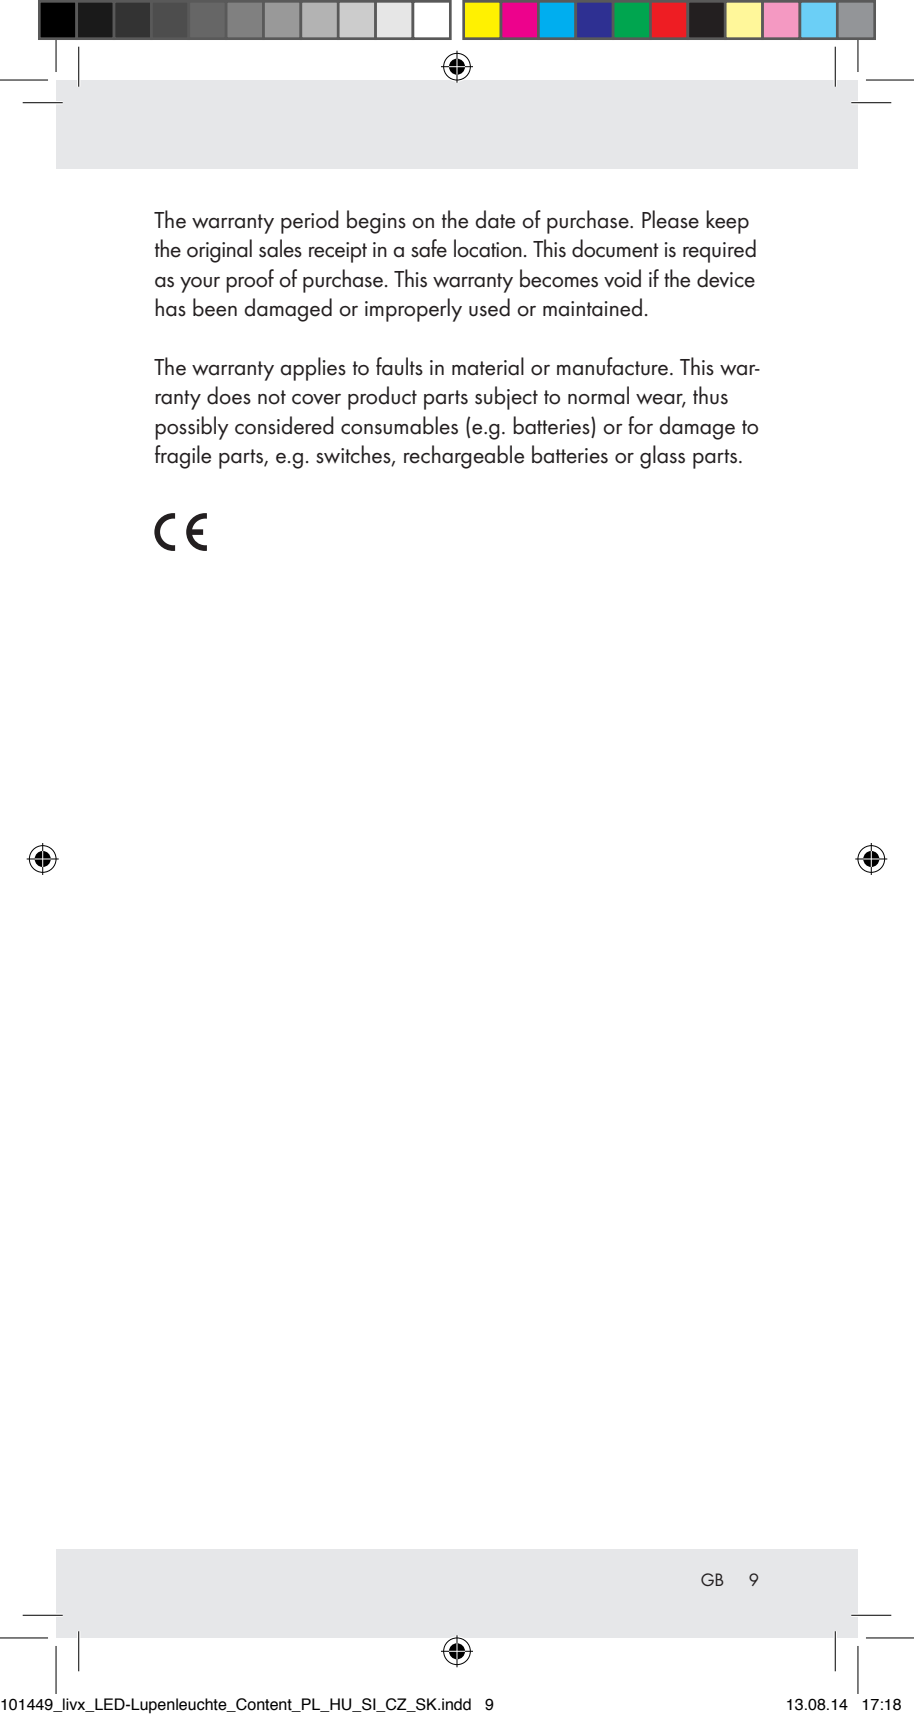 The warranty period begins on the date of purchase. Please keep
the original sales receipt in a safe location. This document is required
as your proof of purchase. This warranty becomes void if the device
has been damaged or improperly used or maintained.
The warranty applies to faults in material or manufacture. This war-
ranty does not cover product parts subject to normal wear, thus
possibly considered consumables (e.g. batteries) or for damage to
fragile parts, e.g. switches, rechargeable batteries or glass parts.
CE
GB 9
101449_livx_LED-Lupenleuchte_Content_PL_HU_SI_CZ_SK.indd 9 13.08.14 17:18